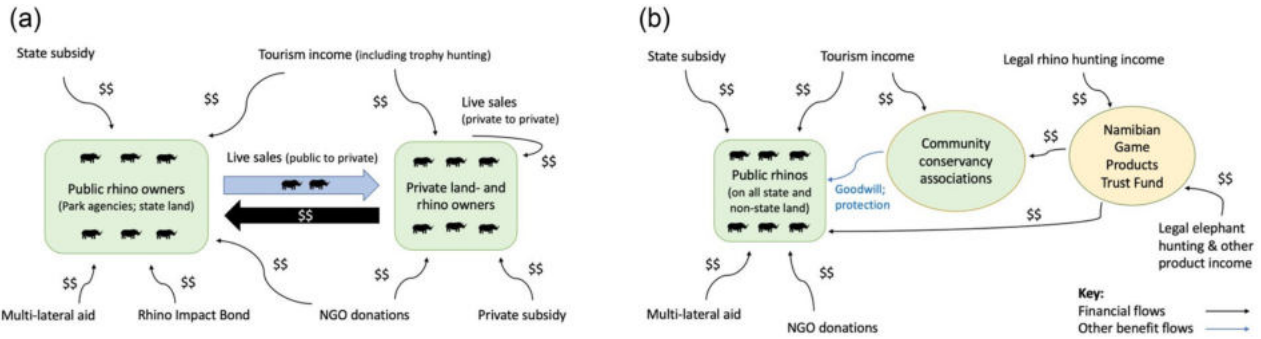 (a)
State subsidy
Tourism income (including trophy hunting)
$$
$$
$$
Live sales
(private to private)
$$
Live sales (public to private)
Public rhino owners
(Park agencies; state land)
Private land- and
rhino owners
$$
$$
$$
$$
$$
$$
Multi-lateral aid
Rhino Impact Bond
NGO donations
Private subsidy
(b)
State subsidy
Tourism income
Legal rhino hunting income
$$
$$
$$
$$
Public rhinos
(on all state and
non-state land)
Goodwill;
protection
Community
conservancy
associations
$$
Namibian
Game
Products
Trust Fund
$$
$$
Legal elephant
hunting & other
product income
$$
$$
Multi-lateral aid
NGO donations
Key:
Financial flows
Other benefit flows